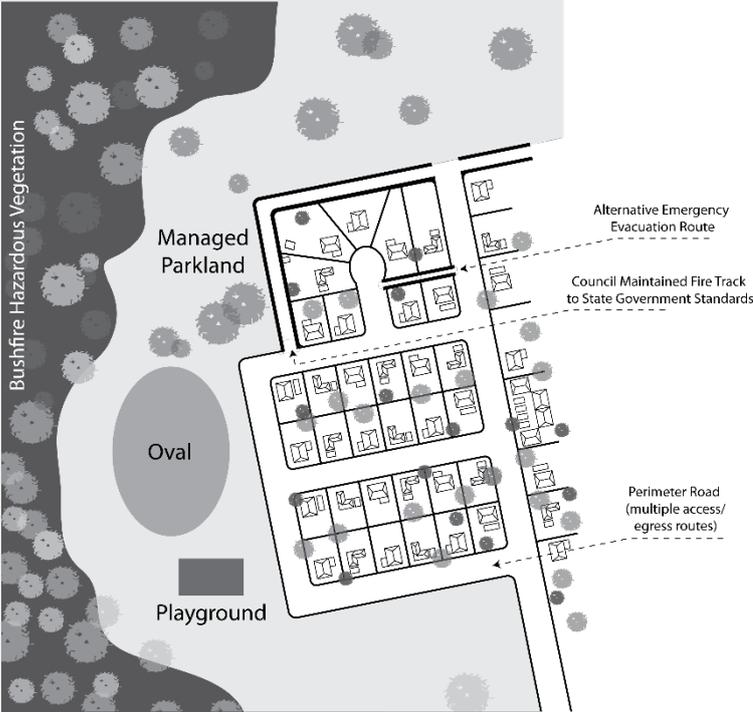 Bushfire Hazardous Vegetation
Managed
Parkland
Alternative Emergency
Evacuation Route
Council Maintained Fire Track
to State Government Standards
Oval
Perimeter Road
(multiple access/
egress routes)
Playground